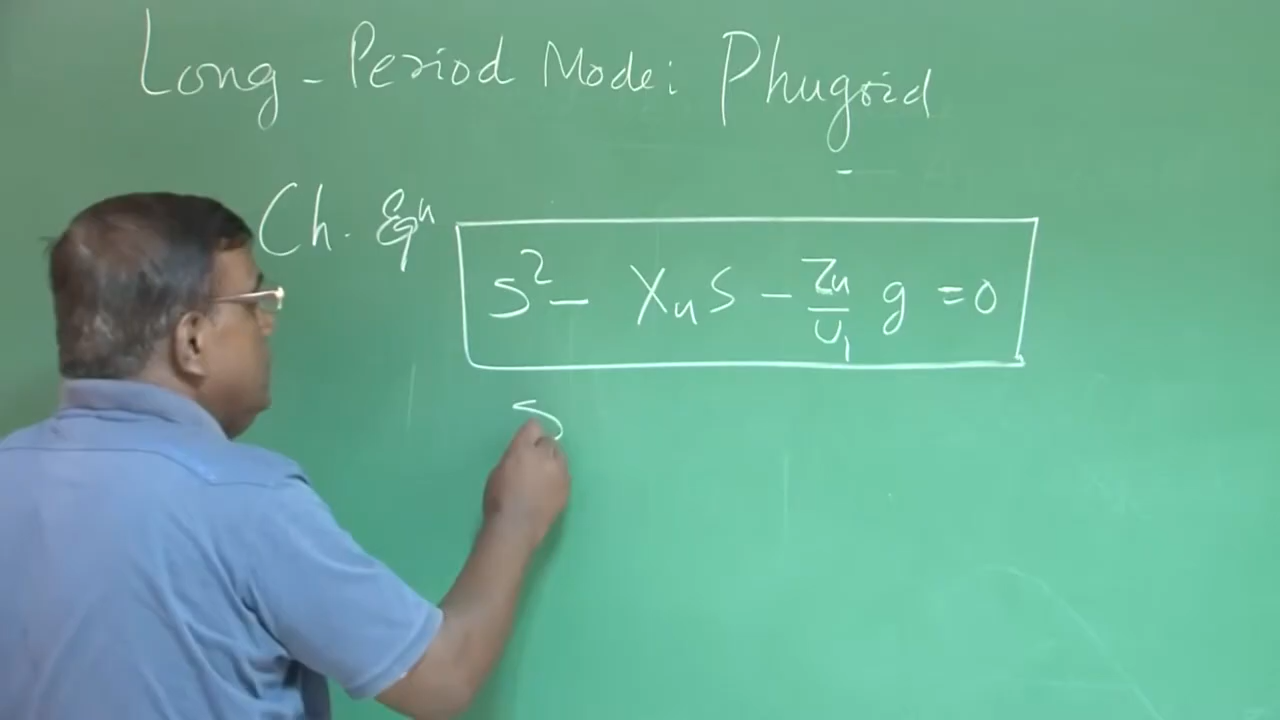 Long - Period Mode: Phugoid
Ch. Eqn
S² - XuS - Zu/U1 g = 0
S